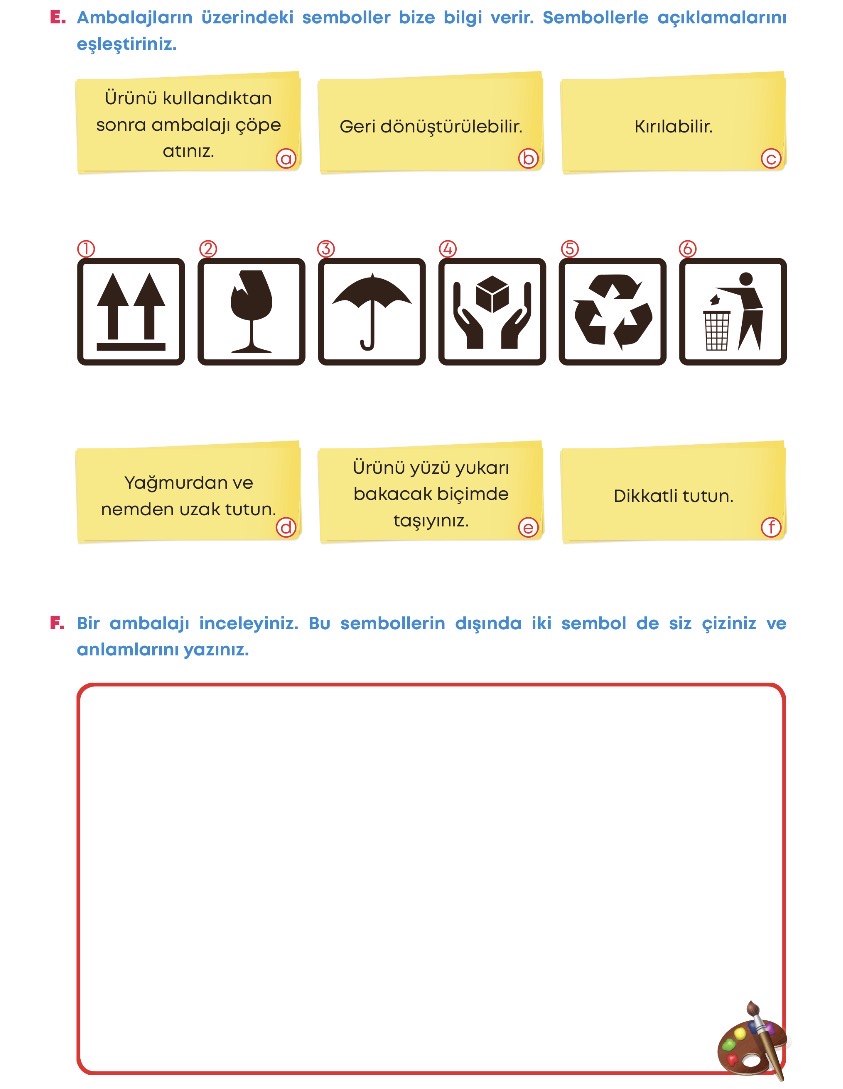 E. Ambalajların üzerindeki semboller bize bilgi verir. Sembollerle açıklamalarını
eşleştiriniz.
Ürünü kullandıktan
sonra ambalajı çöpe
atınız.
a
Geri dönüştürülebilir.
b
Kırılabilir.
c
1 2 3 4 5 6
Yağmurdan ve
nemden uzak tutun.
d
Ürünü yüzü yukarı
bakacak biçimde
taşıyınız.
e
Dikkatli tutun.
f
F. Bir ambalajı inceleyiniz. Bu sembollerin dışında iki sembol de siz çiziniz ve
anlamlarını yazınız.